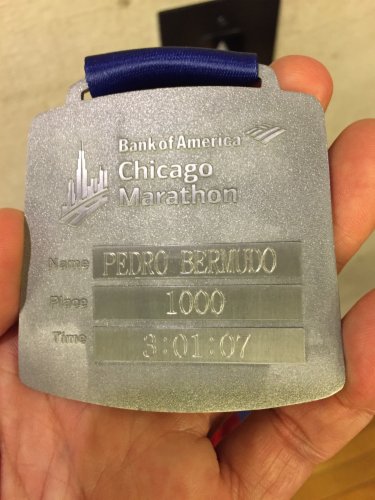 Bank of America
Chicago
Marathon
Name PEDRO BERMUDO
Place 1000
Time 3:01:07